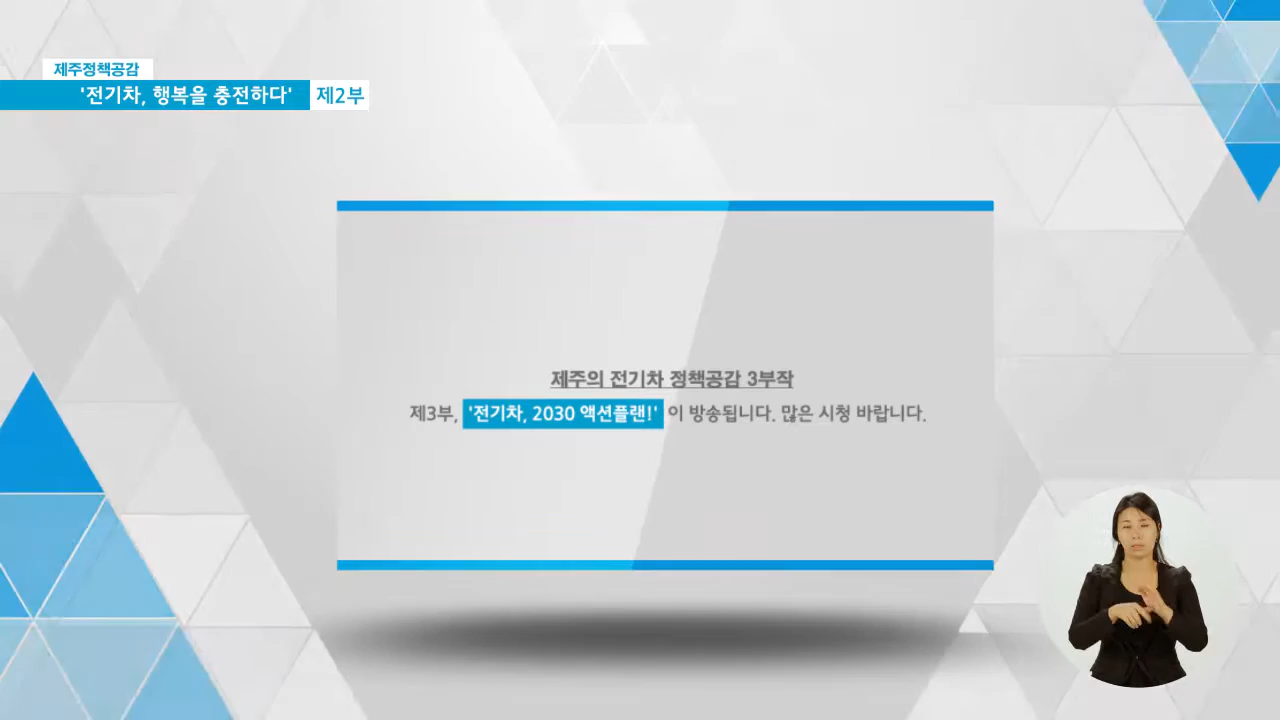 제주정책공감
'전기차, 행복을 충전하다' 제2부
제주의 전기차 정책공감 3부작
제3부, '전기차, 2030 액션플랜!' 이 방송됩니다. 많은 시청 바랍니다.